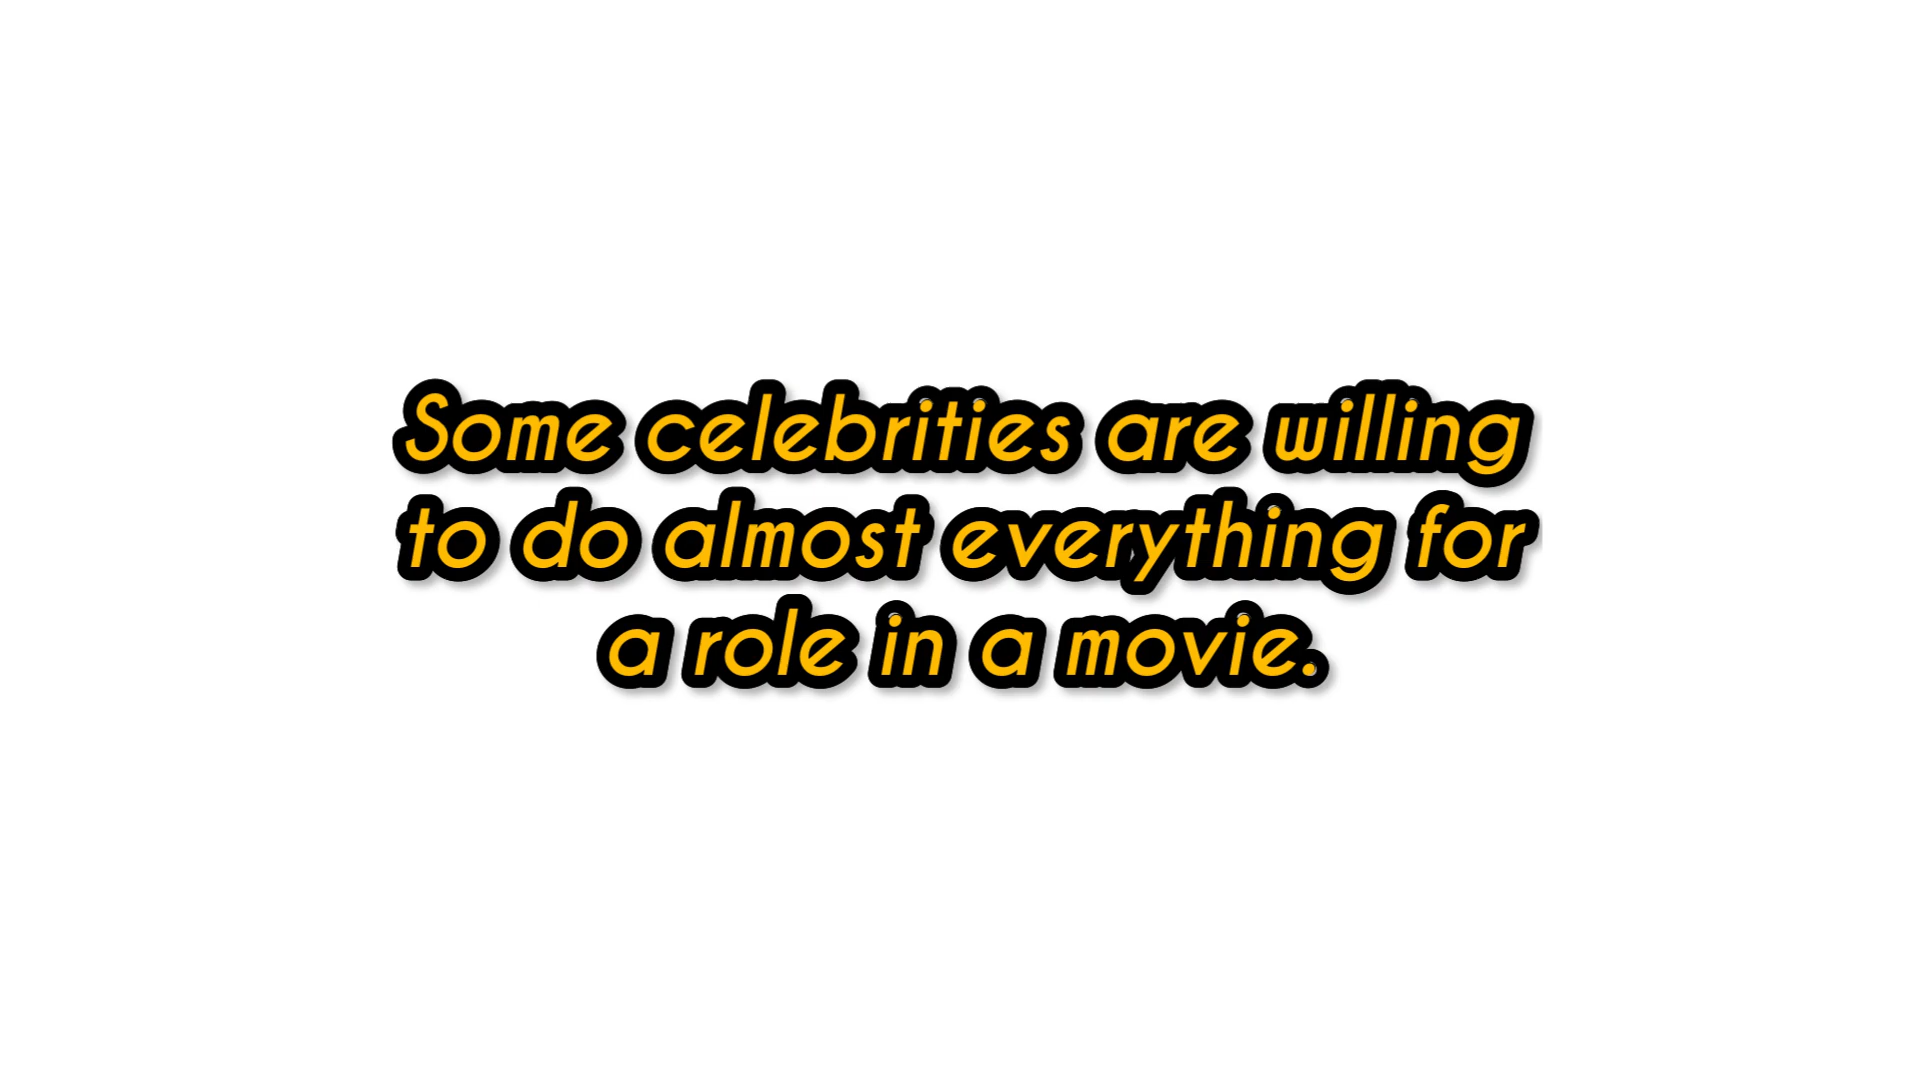 Some celebrities are willing
to do almost everything for
a role in a movie.